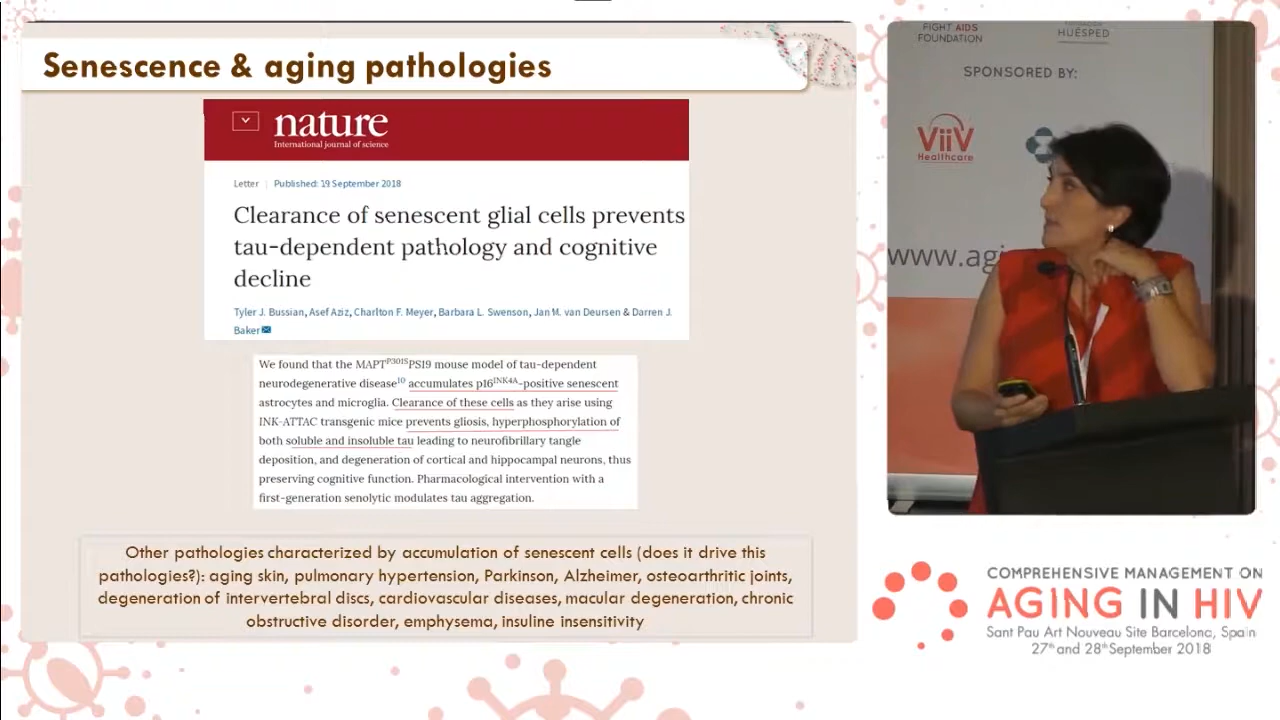 Senescence & aging pathologies
nature
International journal of science
Letter | Published: 19 September 2018
Clearance of senescent glial cells prevents
tau-dependent pathology and cognitive
decline
Tyler J. Bussian, Asef Aziz, Charlton F. Meyer, Barbara L. Swenson, Jan M. van Deursen & Darren J.
Baker
We found that the MAPTP301SPS19 mouse model of tau-dependent
neurodegenerative disease10 accumulates p16INK4A-positive senescent
astrocytes and microglia. Clearance of these cells as they arise using
INK-ATTAC transgenic mice prevents gliosis, hyperphosphorylation of
both soluble and insoluble tau leading to neurofibrillary tangle
deposition, and degeneration of cortical and hippocampal neurons, thus
preserving cognitive function. Pharmacological intervention with a
first-generation senolytic modulates tau aggregation.
Other pathologies characterized by accumulation of senescent cells (does it drive this
pathologies?): aging skin, pulmonary hypertension, Parkinson, Alzheimer, osteoarthritic joints,
degeneration of intervertebral discs, cardiovascular diseases, macular degeneration, chronic
obstructive disorder, emphysema, insuline insensitivity
FIGHT AIDS
FOUNDATION
HUÉSPED
SPONSORED BY:
ViiV
Healthcare
www.agi
COMPREHENSIVE MANAGEMENT ON
AGING IN HIV
Sant Pau Art Nouveau Site Barcelona, Spain
27th and 28th September 2018